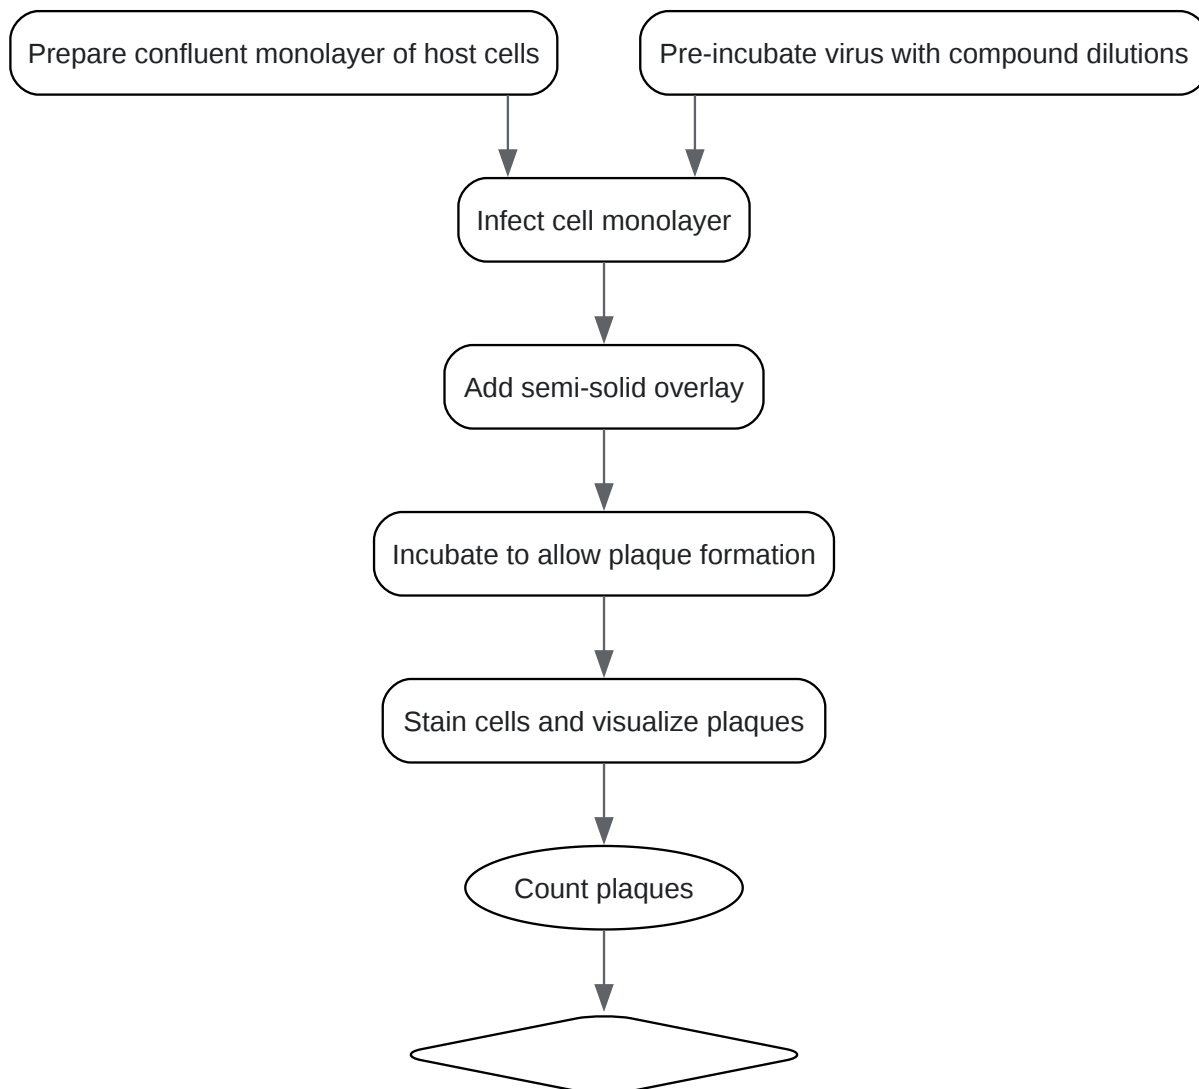 Prepare confluent monolayer of host cells
Pre-incubate virus with compound dilutions
Infect cell monolayer
Add semi-solid overlay
Incubate to allow plaque formation
Stain cells and visualize plaques
Count plaques